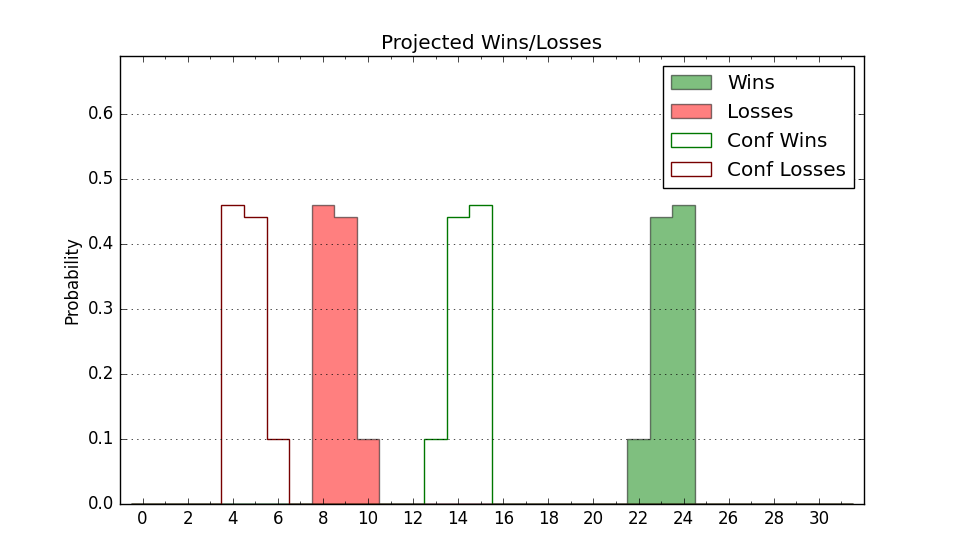 Projected Wins/Losses
Wins
Losses
Conf Wins
Conf Losses
Probability
0.6
0.5
0.4
0.3
0.2
0.1
0.0
0 2 4 6 8 10 12 14 16 18 20 22 24 26 28 30